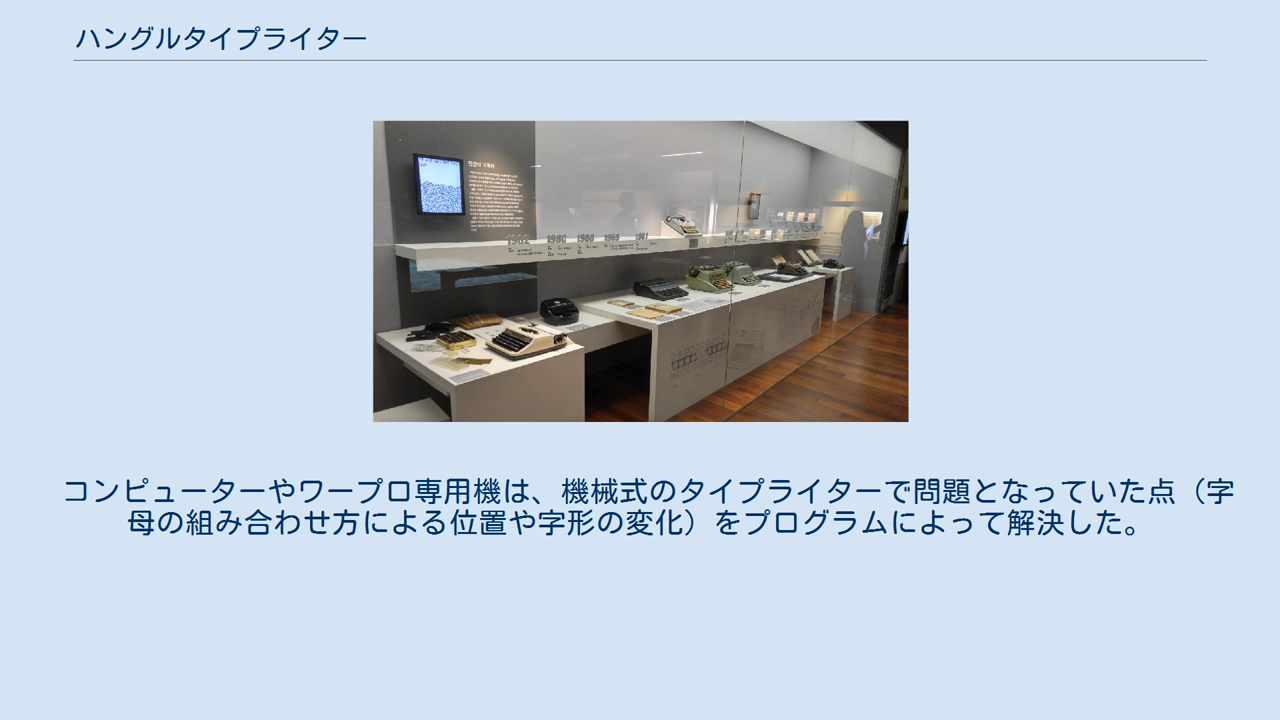 ハングルタイプライター
1980
1988
1969
コンピューターやワープロ専用機は、機械式のタイプライターで問題となっていた点（字
母の組み合わせ方による位置や字形の変化）をプログラムによって解決した。